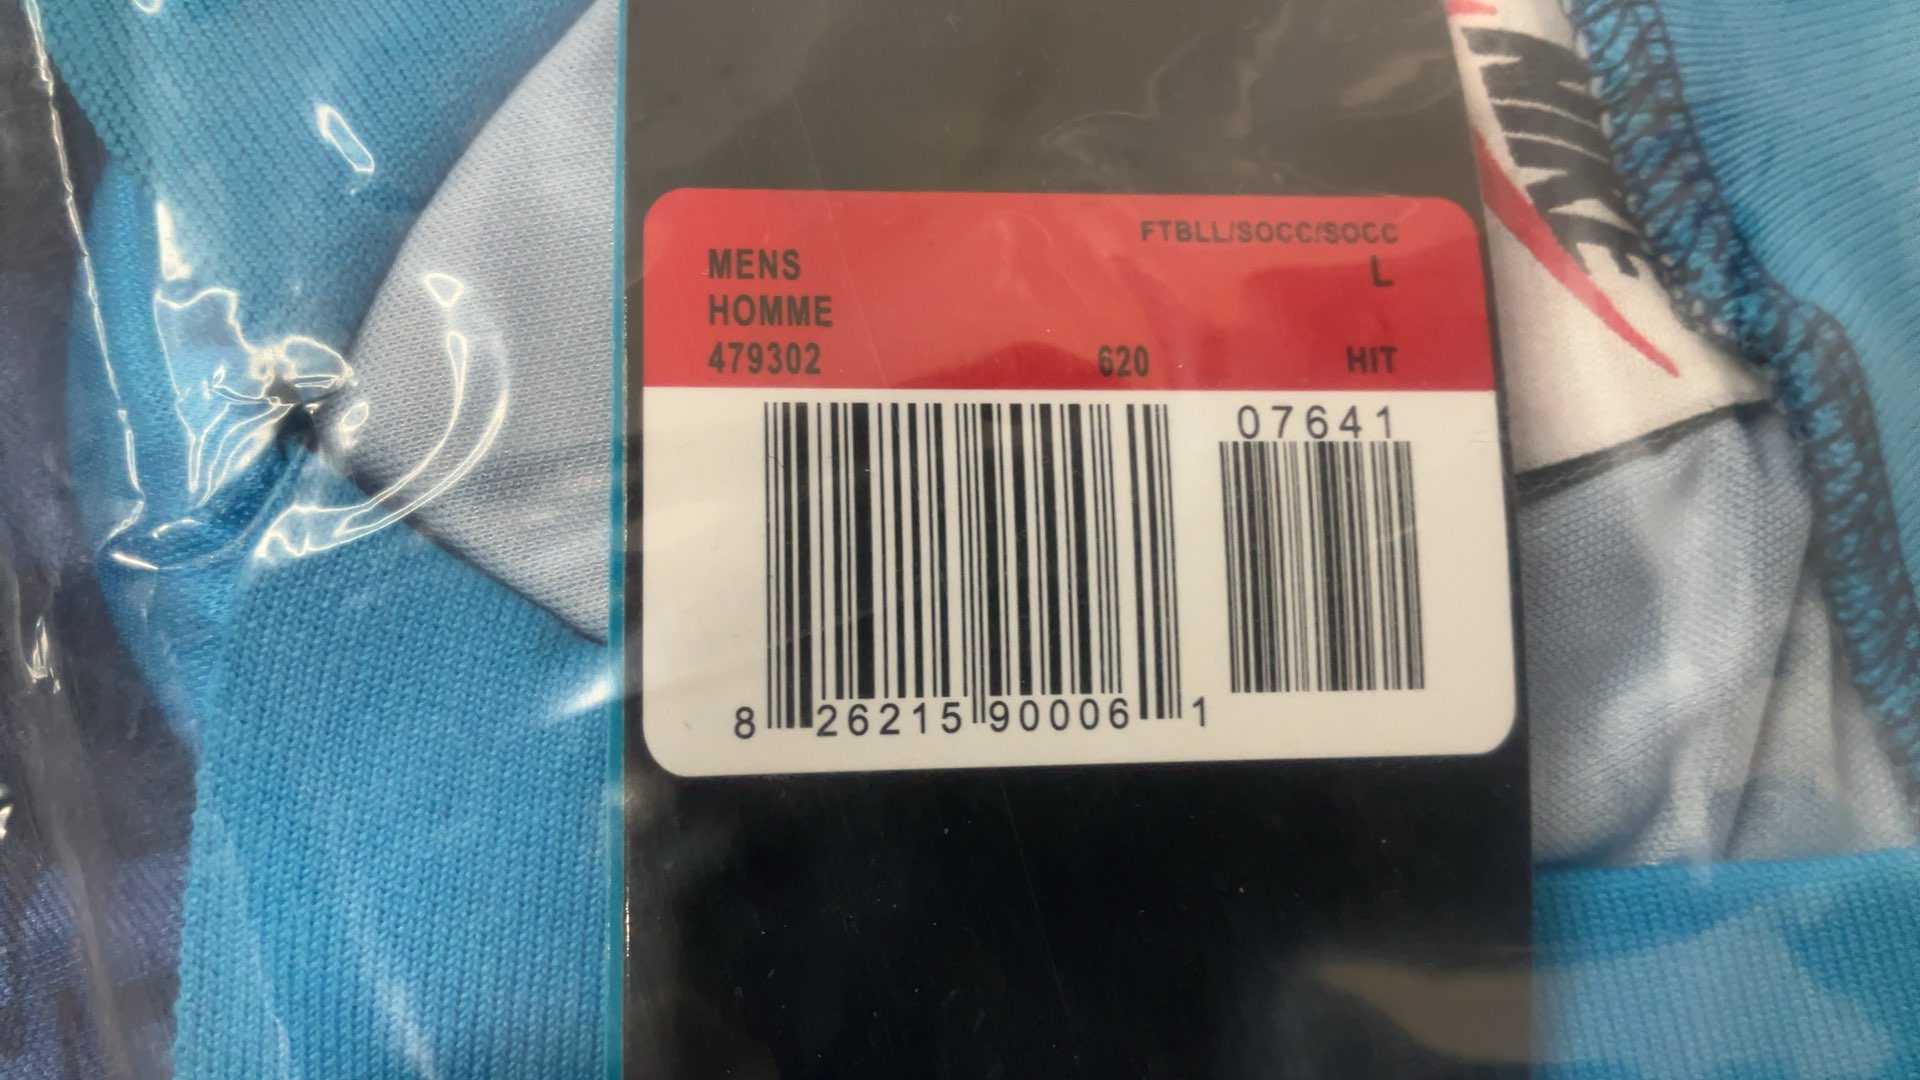 FTBLL/SOCC/SOCC
MENS L
HOMME
479302 620 HIT
07641
8 26215 90006 1